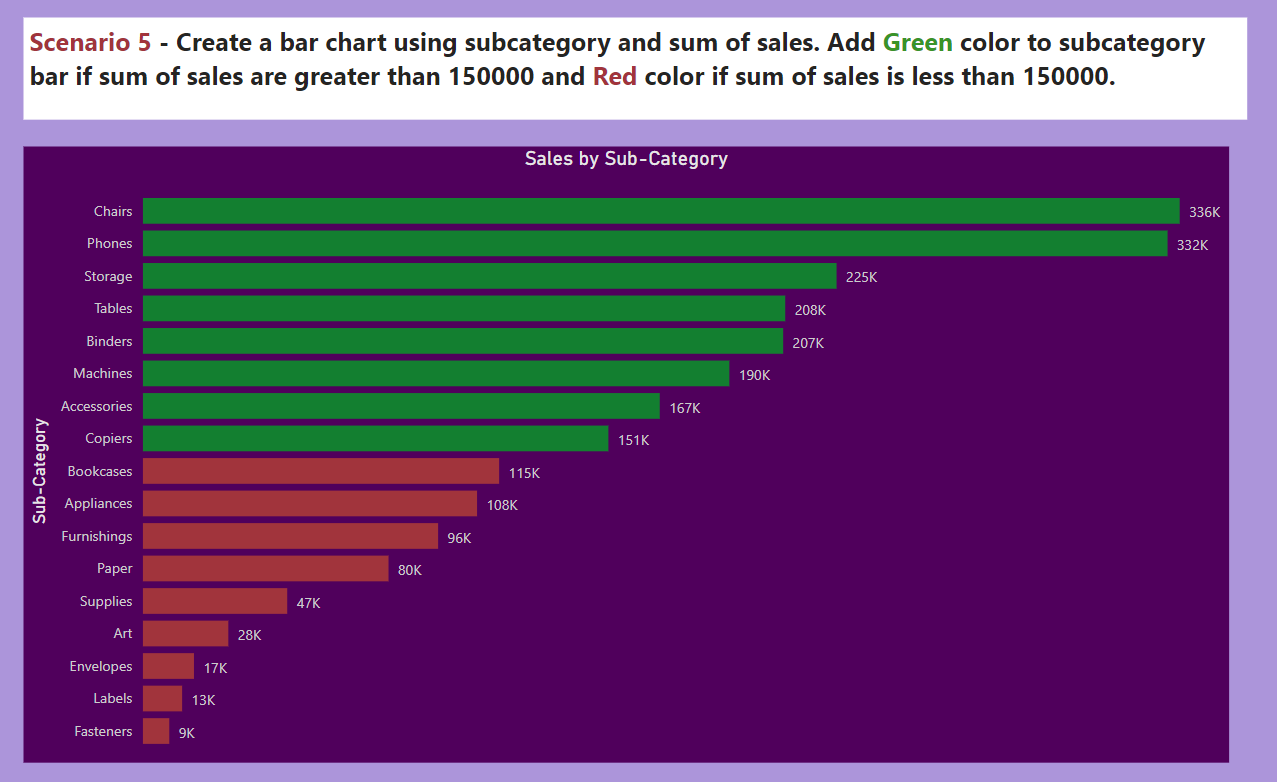 Scenario 5 - Create a bar chart using subcategory and sum of sales. Add Green color to subcategory
bar if sum of sales are greater than 150000 and Red color if sum of sales is less than 150000.
Sales by Sub-Category
Sub-Category
Chairs 336K
Phones 332K
Storage 225K
Tables 208K
Binders 207K
Machines 190K
Accessories 167K
Copiers 151K
Bookcases 115K
Appliances 108K
Furnishings 96K
Paper 80K
Supplies 47K
Art 28K
Envelopes 17K
Labels 13K
Fasteners 9K